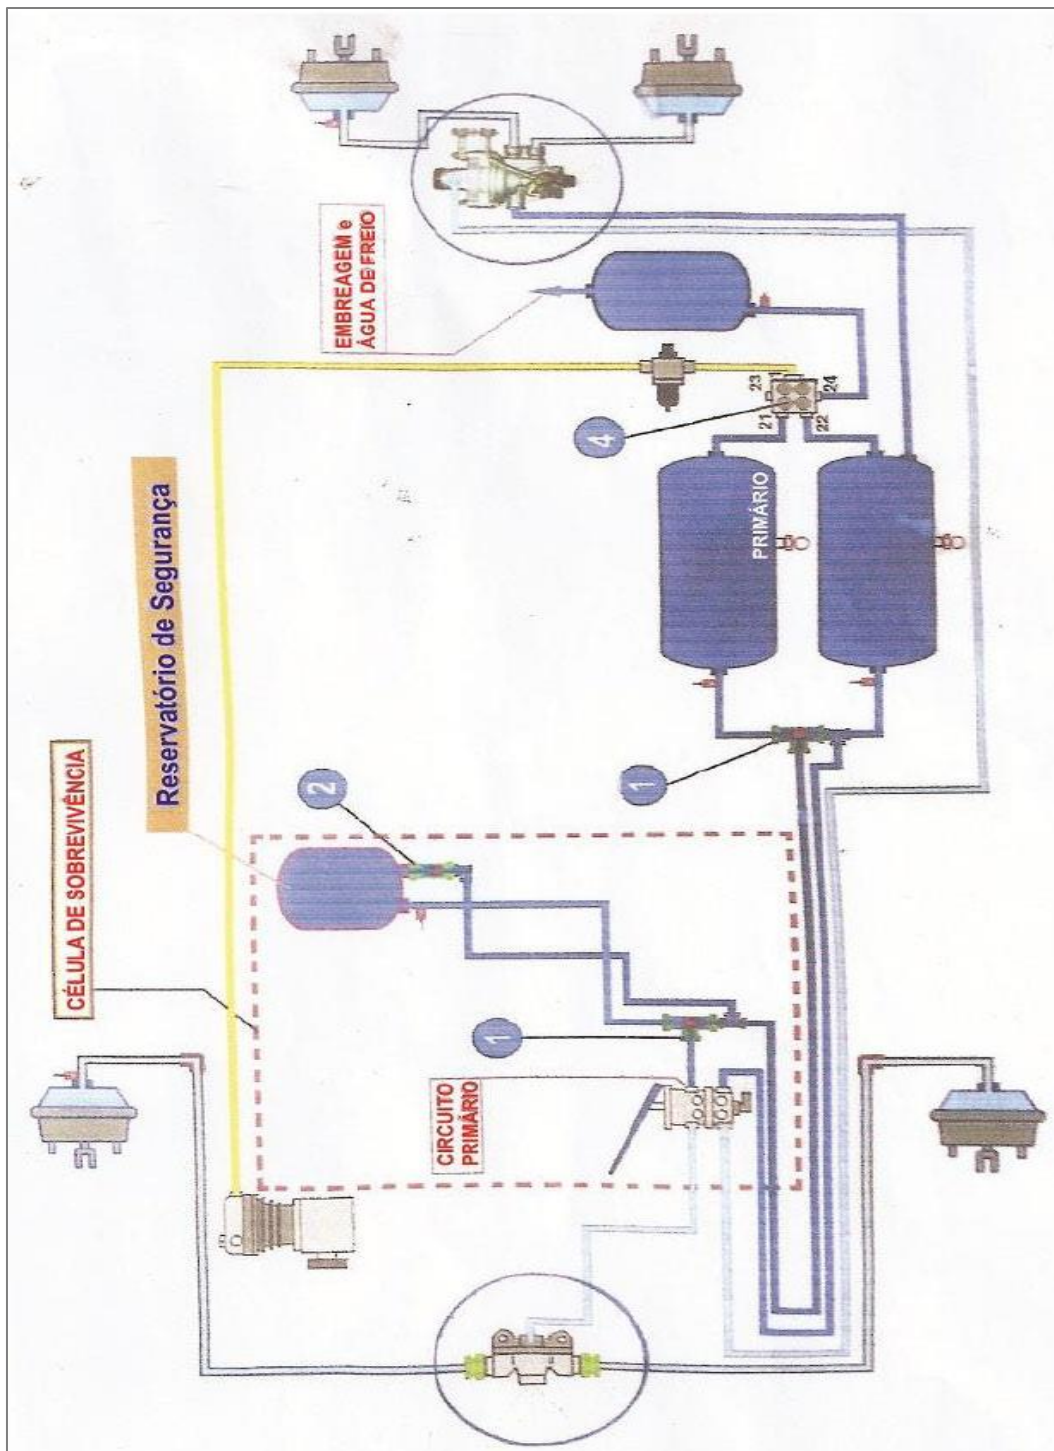 CÉLULA DE SOBREVIVÊNCIA
Reservatório de Segurança
2
EMBREAGEM e
ÁGUA DE FREIO
CIRCUITO
PRIMÁRIO
1
4
1
23
1
21
PRIMÁRIO
22
24